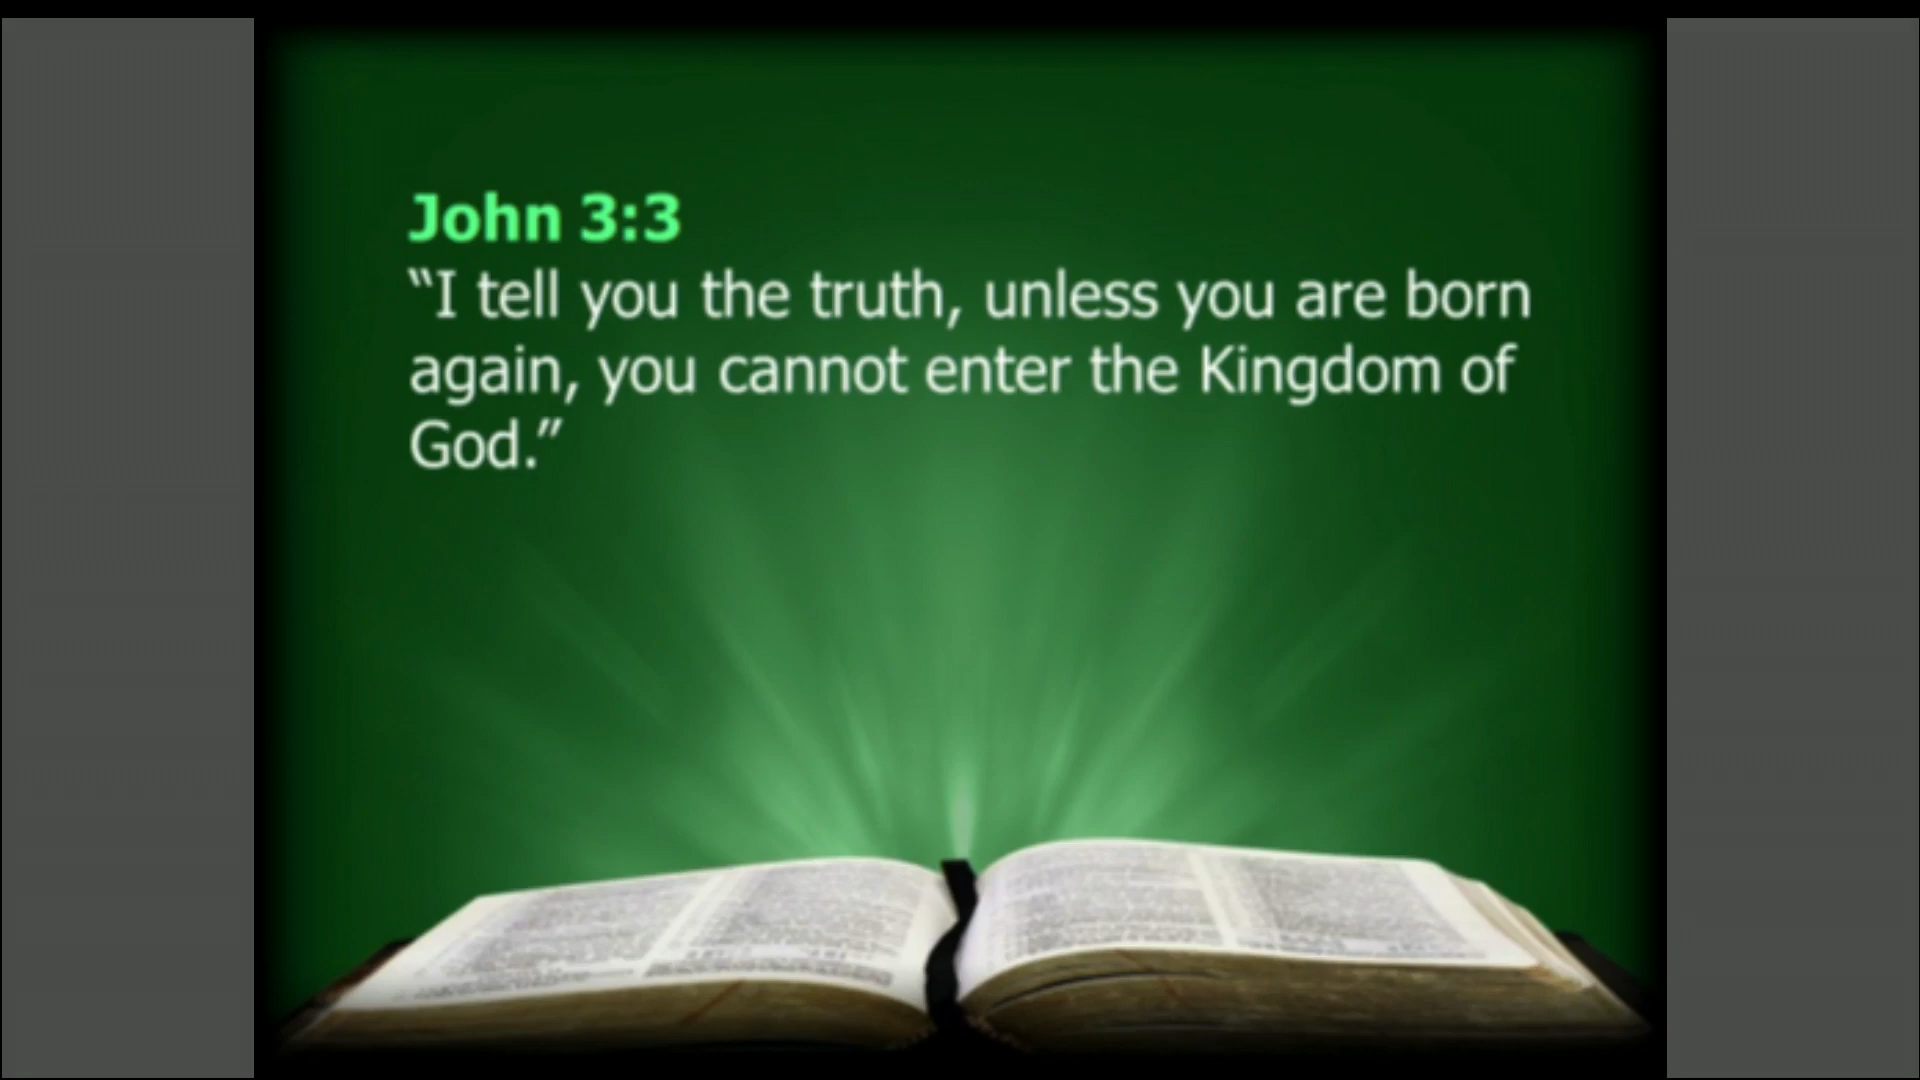 John 3:3
“I tell you the truth, unless you are born
again, you cannot enter the Kingdom of
God.”